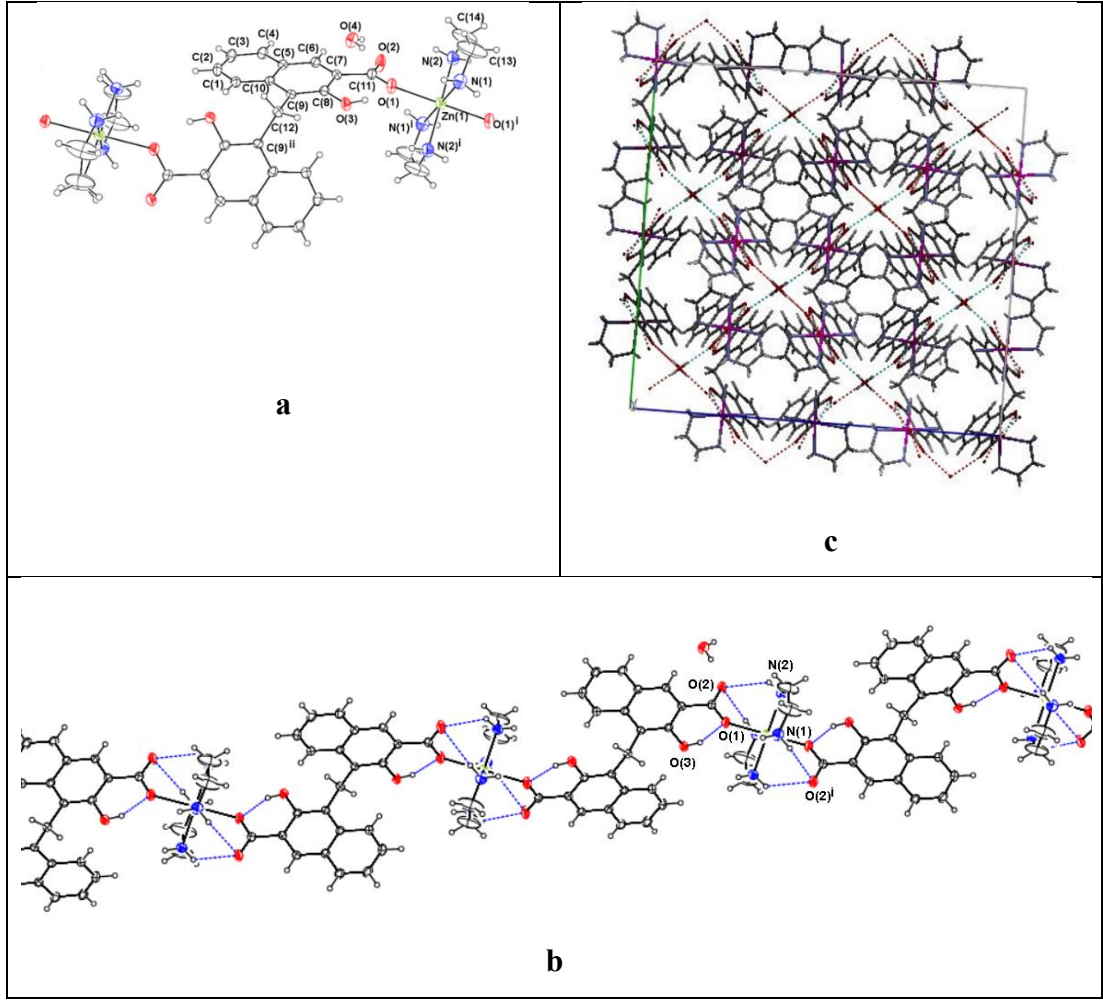 C(14)
O(4)
C(4)
C(3)
C(6)
O(2)
C(5)
C(7)
N(2)
C(13)
C(2)
N(1)
C(11)
C(1)
C(10)
C(8)
O(1)
C(9)
Zn(1)
O(3)
N(1)i
O(1)i
C(12)
N(2)i
C(9)ii
a
c
N(2)
O(2)
O(1)
N(1)
O(3)
O(2)i
b